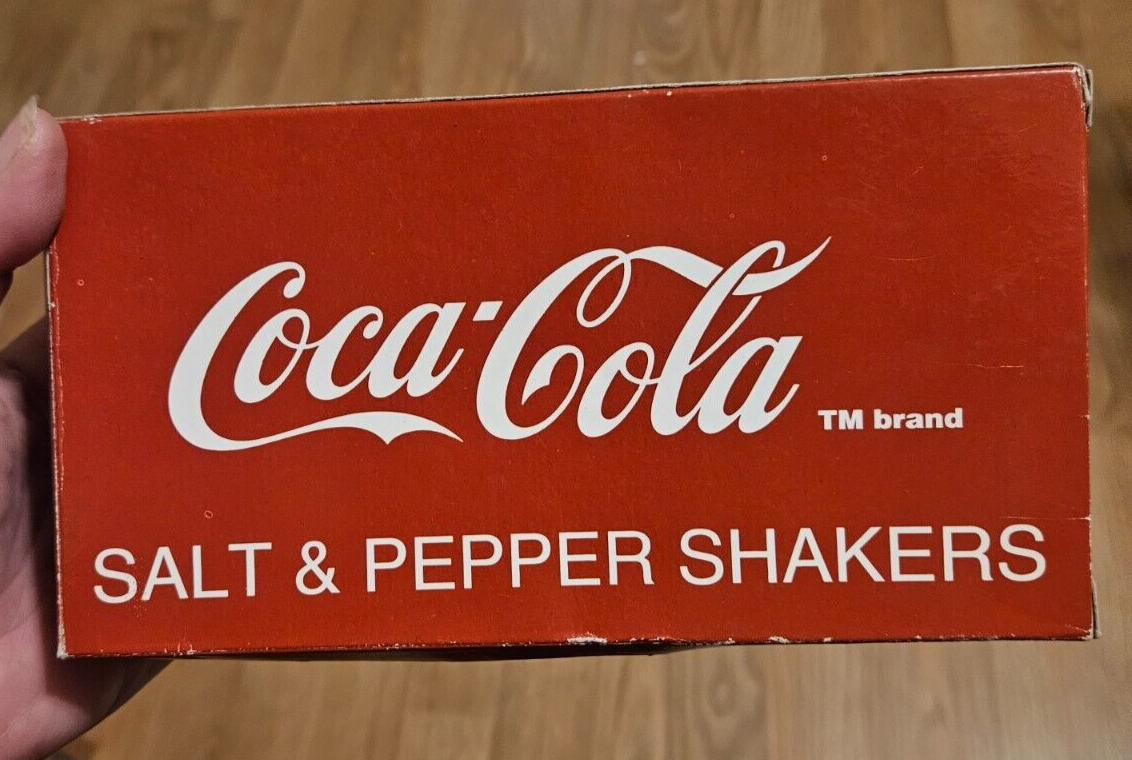 Coca-Cola
TM brand
SALT & PEPPER SHAKERS